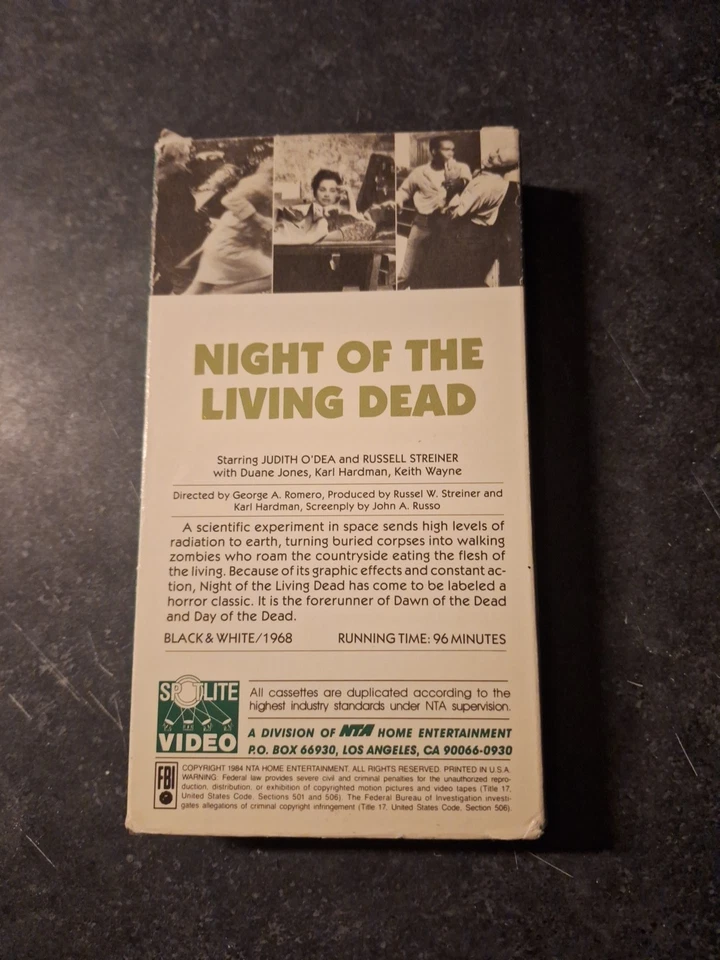 NIGHT OF THE
LIVING DEAD
Starring JUDITH O'DEA and RUSSELL STREINER
with Duane Jones, Karl Hardman, Keith Wayne
Directed by George A. Romero, Produced by Russel W. Streiner and
Karl Hardman, Screenply by John A. Russo
A scientific experiment in space sends high levels of
radiation to earth, turning buried corpses into walking
zombies who roam the countryside eating the flesh of
the living. Because of its graphic effects and constant ac-
tion, Night of the Living Dead has come to be labeled a
horror classic. It is the forerunner of Dawn of the Dead
and Day of the Dead.
BLACK & WHITE/1968 RUNNING TIME: 96 MINUTES
SPOTLITE
VIDEO
All cassettes are duplicated according to the
highest industry standards under NTA supervision.
A DIVISION OF NTA HOME ENTERTAINMENT
P.O. BOX 66930, LOS ANGELES, CA 90066-0930
FBI
COPYRIGHT 1984 NTA HOME ENTERTAINMENT. ALL RIGHTS RESERVED. PRINTED IN U.S.A.
WARNING: Federal law provides severe civil and criminal penalties for the unauthorized repro-
duction, distribution, or exhibition of copyrighted motion pictures and video tapes (Title 17,
United States Code, Sections 501 and 506). The Federal Bureau of Investigation investi-
gates allegations of criminal copyright infringement (Title 17, United States Code, Section 506).